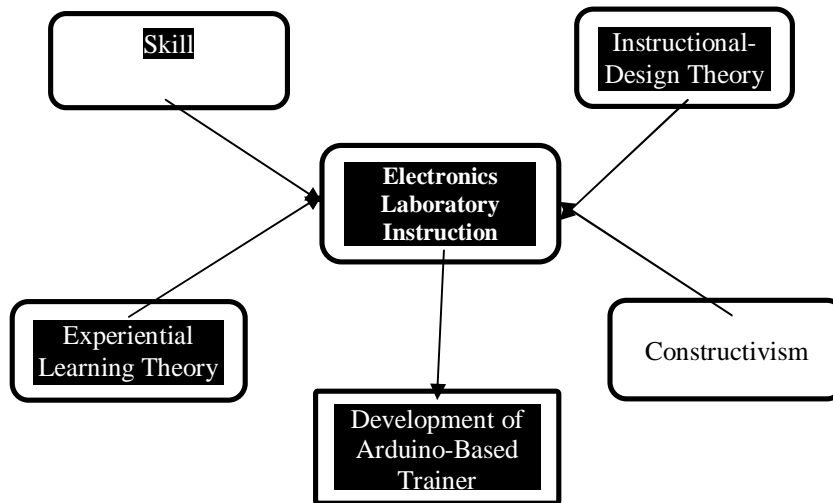 Skill
Instructional-
Design Theory
Electronics
Laboratory
Instruction
Experiential
Learning Theory
Constructivism
Development of
Arduino-Based
Trainer